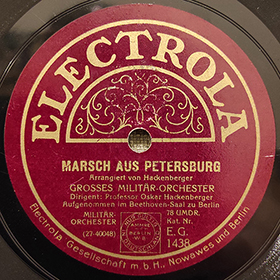 ELECTROLA
MARSCH AUS PETERSBURG
Arrangiert von Hackenberger
GROSSES MILITÄR-ORCHESTER
Dirigent: Professor Oskar Hackenberger
Aufgenommen im Beethoven-Saal zu Berlin
MILITÄR-
ORCHESTER
(27-40048)
78 UMDR.
Kat. Nr.
E.G.
1438
Electrola Gesellschaft m.b.H., Nowawes und Berlin